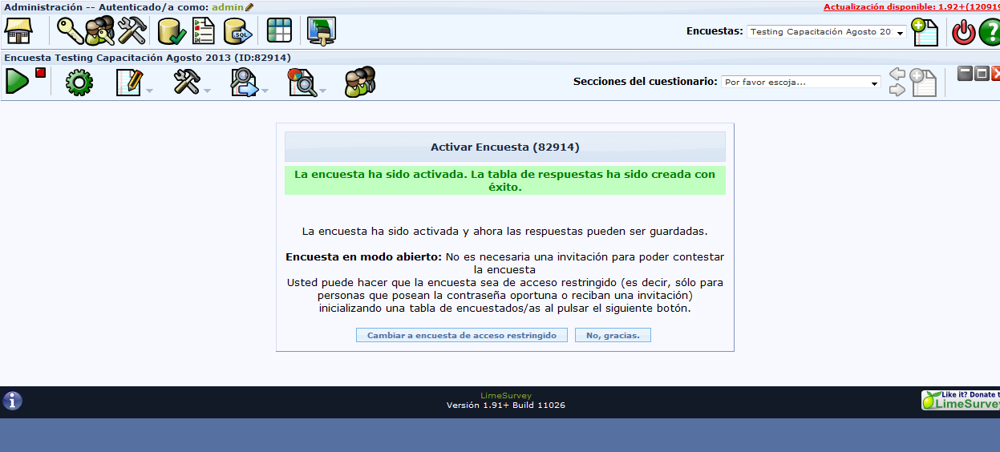 Administración -- Autenticado/a como: admin
Actualización disponible: 1.92+(120919
SQL
Encuestas: Testing Capacitación Agosto 20
Encuesta Testing Capacitación Agosto 2013 (ID:82914)
Secciones del cuestionario: Por favor escoja...
Activar Encuesta (82914)
La encuesta ha sido activada. La tabla de respuestas ha sido creada con
éxito.
La encuesta ha sido activada y ahora las respuestas pueden ser guardadas.
Encuesta en modo abierto: No es necesaria una invitación para poder contestar
la encuesta
Usted puede hacer que la encuesta sea de acceso restringido (es decir, sólo para
personas que posean la contraseña oportuna o reciban una invitación)
inicializando una tabla de encuestados/as al pulsar el siguiente botón.
Cambiar a encuesta de acceso restringido No, gracias.
LimeSurvey
Versión 1.91+ Build 11026
Like it? Donate t
LimeSurvey